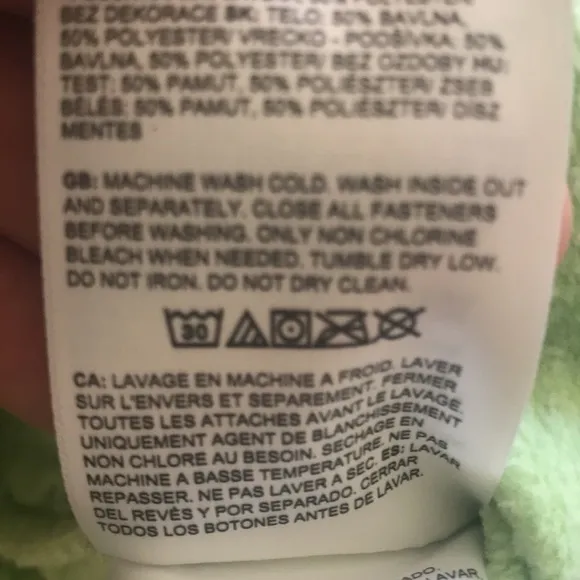 BEZ DEKORACE SK: TELO: 50% BAVLNA,
50% POLYESTER/ VRECKO - PODŠÍVKA: 50%
BAVLNA, 50% POLYESTER/ BEZ OZDOBY HU:
TEST: 50% PAMUT, 50% POLIÉSZTER/ ZSEB
BÉLÉS: 50% PAMUT, 50% POLIÉSZTER/ DÍSZ
MENTES
GB: MACHINE WASH COLD. WASH INSIDE OUT
AND SEPARATELY. CLOSE ALL FASTENERS
BEFORE WASHING. ONLY NON CHLORINE
BLEACH WHEN NEEDED. TUMBLE DRY LOW.
DO NOT IRON. DO NOT DRY CLEAN.
30
CA: LAVAGE EN MACHINE A FROID. LAVER
SUR L'ENVERS ET SEPAREMENT. FERMER
TOUTES LES ATTACHES AVANT LE LAVAGE.
UNIQUEMENT AGENT DE BLANCHISSEMENT
NON CHLORE AU BESOIN. SECHAGE EN
MACHINE A BASSE TEMPERATURE. NE PAS
REPASSER. NE PAS LAVER A SEC. ES: LAVAR
DEL REVÉS Y POR SEPARADO. CERRAR
TODOS LOS BOTONES ANTES DE LAVAR.
LAVAR